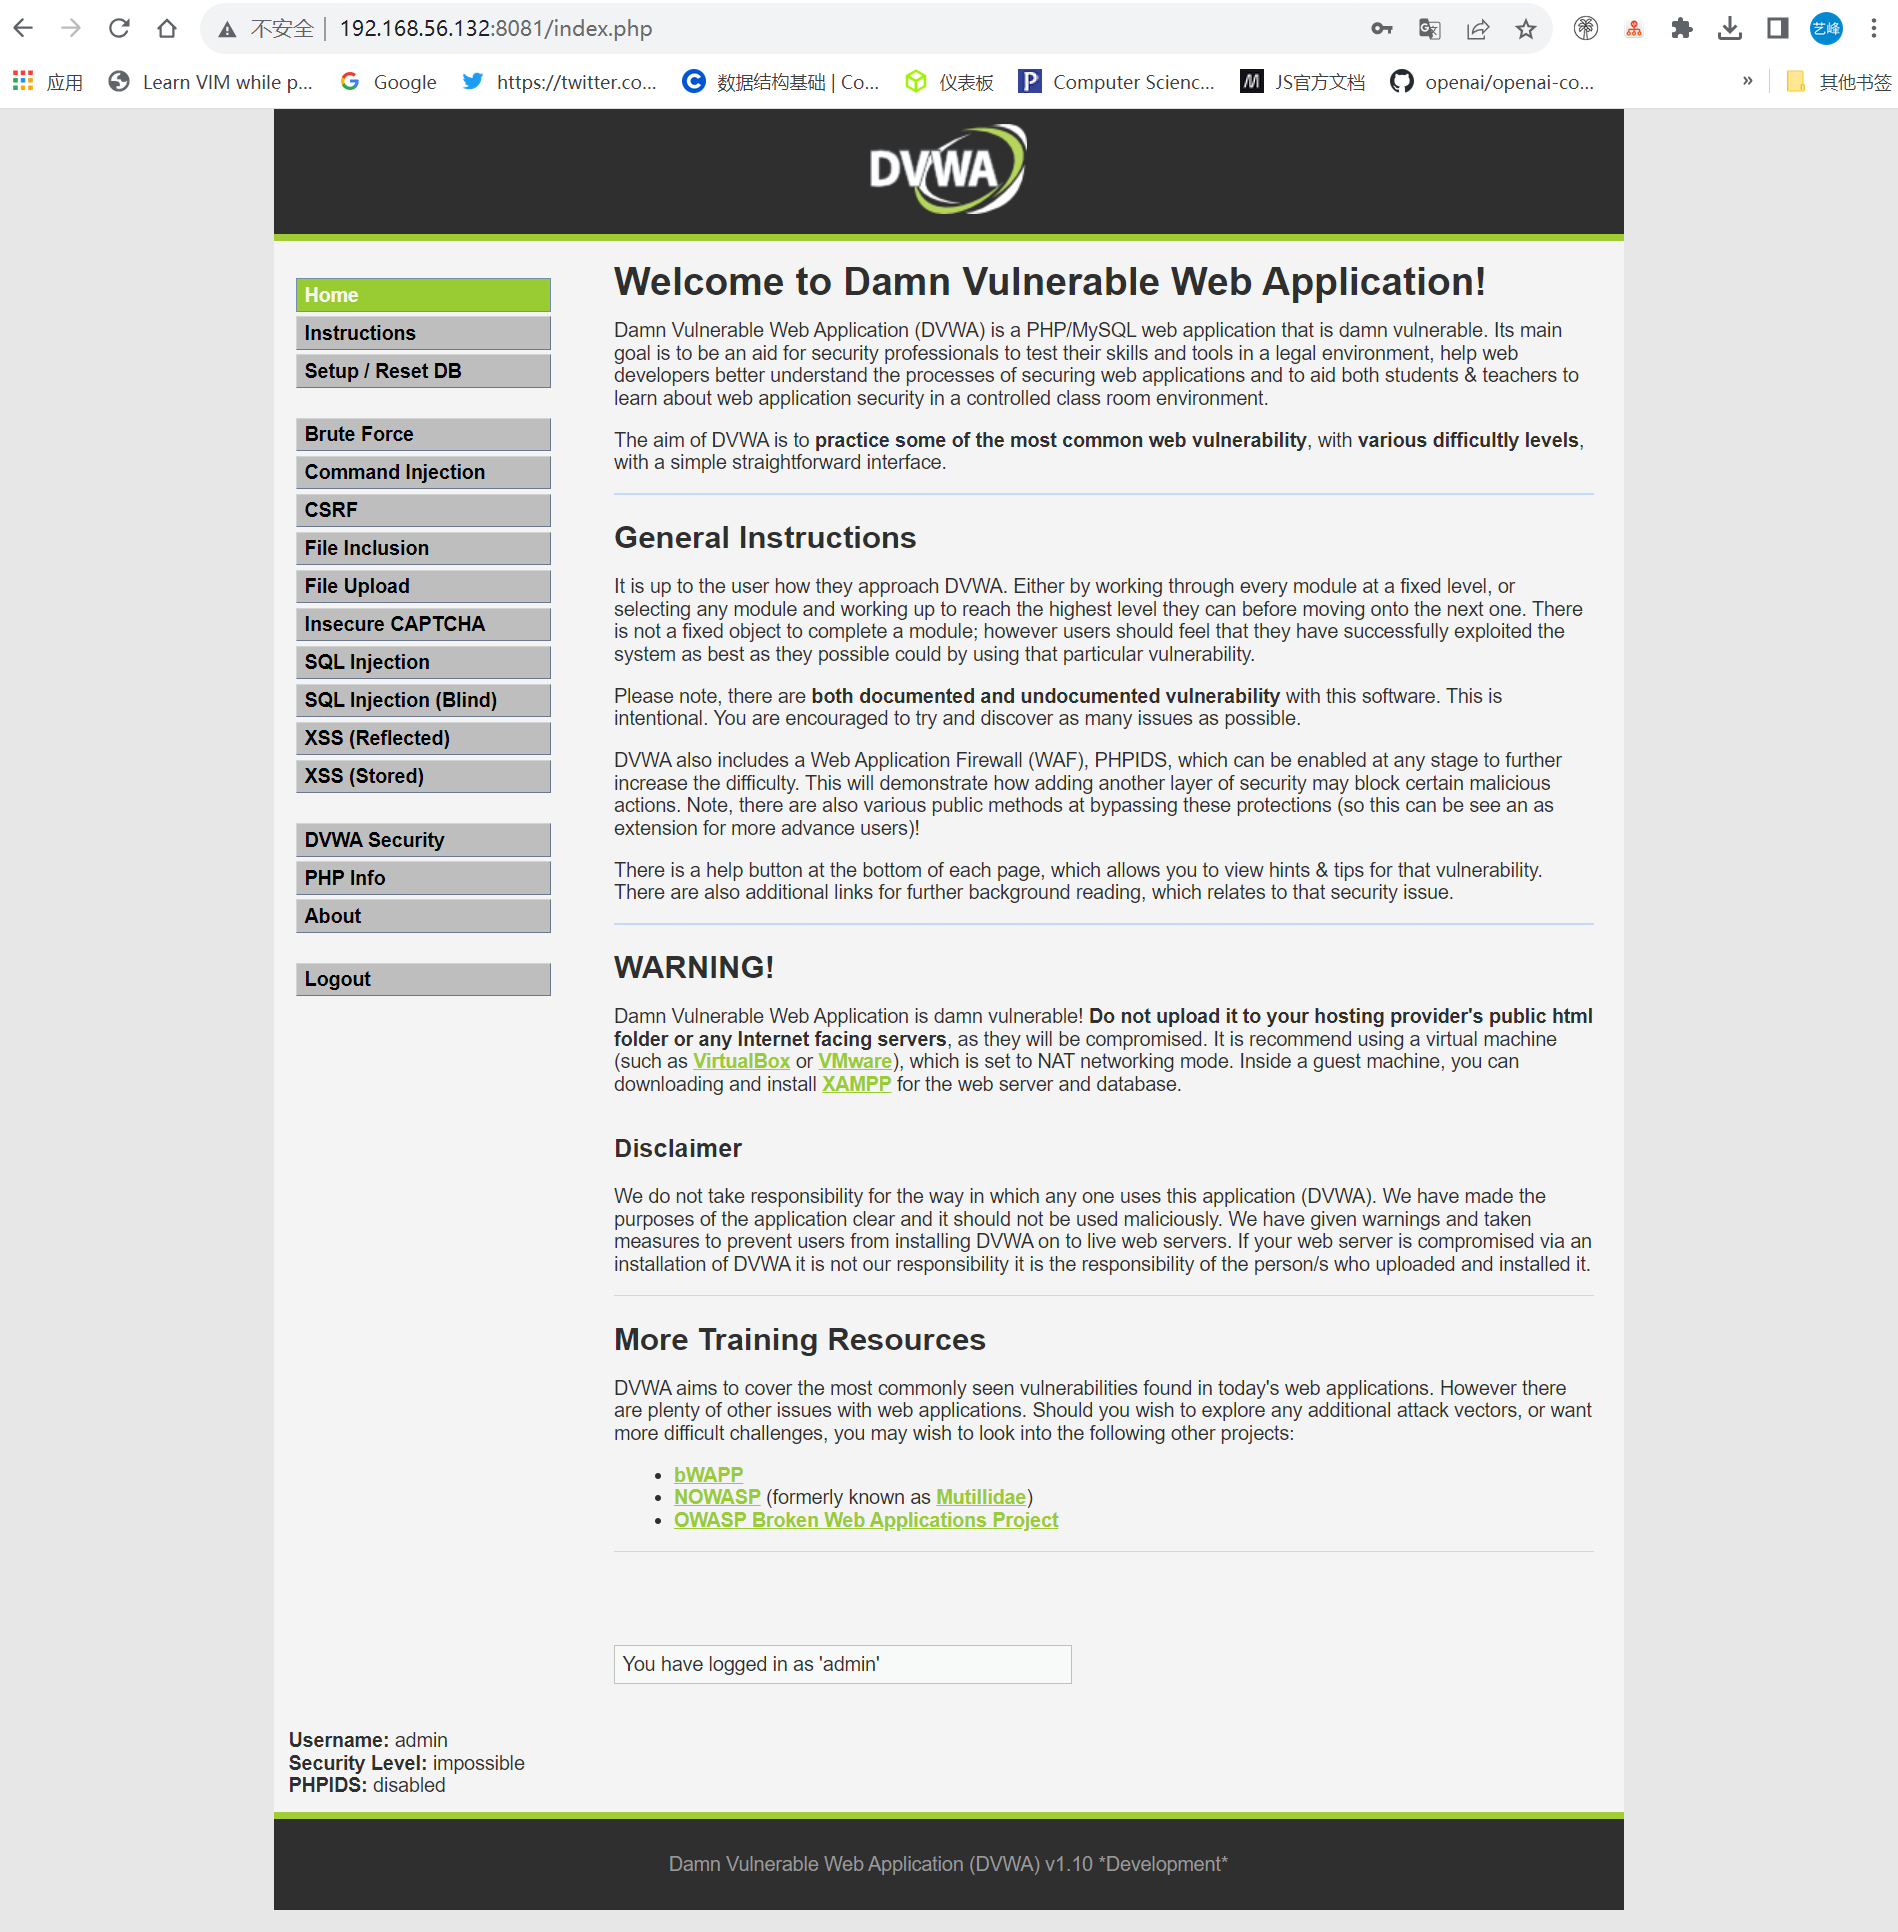 不安全 | 192.168.56.132:8081/index.php
艺峰
应用 Learn VIM while p... Google https://twitter.co... 数据结构基础 | Co... 仪表板 Computer Scienc... JS官方文档 openai/openai-co... » 其他书签
DVWA
Home
Instructions
Setup / Reset DB
Brute Force
Command Injection
CSRF
File Inclusion
File Upload
Insecure CAPTCHA
SQL Injection
SQL Injection (Blind)
XSS (Reflected)
XSS (Stored)
DVWA Security
PHP Info
About
Logout
Welcome to Damn Vulnerable Web Application!
Damn Vulnerable Web Application (DVWA) is a PHP/MySQL web application that is damn vulnerable. Its main
goal is to be an aid for security professionals to test their skills and tools in a legal environment, help web
developers better understand the processes of securing web applications and to aid both students & teachers to
learn about web application security in a controlled class room environment.
The aim of DVWA is to practice some of the most common web vulnerability, with various difficultly levels,
with a simple straightforward interface.
General Instructions
It is up to the user how they approach DVWA. Either by working through every module at a fixed level, or
selecting any module and working up to reach the highest level they can before moving onto the next one. There
is not a fixed object to complete a module; however users should feel that they have successfully exploited the
system as best as they possible could by using that particular vulnerability.
Please note, there are both documented and undocumented vulnerability with this software. This is
intentional. You are encouraged to try and discover as many issues as possible.
DVWA also includes a Web Application Firewall (WAF), PHPIDS, which can be enabled at any stage to further
increase the difficulty. This will demonstrate how adding another layer of security may block certain malicious
actions. Note, there are also various public methods at bypassing these protections (so this can be see an as
extension for more advance users)!
There is a help button at the bottom of each page, which allows you to view hints & tips for that vulnerability.
There are also additional links for further background reading, which relates to that security issue.
WARNING!
Damn Vulnerable Web Application is damn vulnerable! Do not upload it to your hosting provider's public html
folder or any Internet facing servers, as they will be compromised. It is recommend using a virtual machine
(such as VirtualBox or VMware), which is set to NAT networking mode. Inside a guest machine, you can
downloading and install XAMPP for the web server and database.
Disclaimer
We do not take responsibility for the way in which any one uses this application (DVWA). We have made the
purposes of the application clear and it should not be used maliciously. We have given warnings and taken
measures to prevent users from installing DVWA on to live web servers. If your web server is compromised via an
installation of DVWA it is not our responsibility it is the responsibility of the person/s who uploaded and installed it.
More Training Resources
DVWA aims to cover the most commonly seen vulnerabilities found in today's web applications. However there
are plenty of other issues with web applications. Should you wish to explore any additional attack vectors, or want
more difficult challenges, you may wish to look into the following other projects:
• bWAPP
• NOWASP (formerly known as Mutillidae)
• OWASP Broken Web Applications Project
You have logged in as 'admin'
Username: admin
Security Level: impossible
PHPIDS: disabled
Damn Vulnerable Web Application (DVWA) v1.10 *Development*